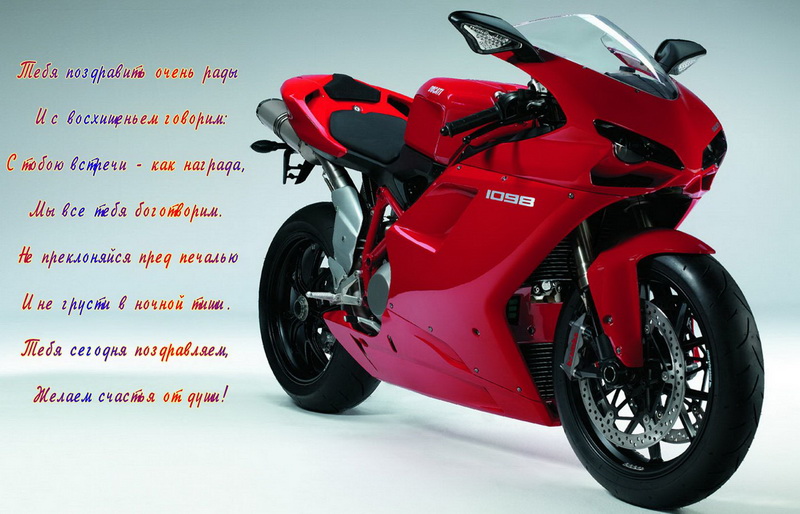 Тебя поздравить очень рады
И с восхищеньем говорим:
С тобою встречи - как награда,
Мы все тебя боготворим.
Не преклоняйся пред печалью
И не грусти в ночной тиши.
Тебя сегодня поздравляем,
Желаем счастья от души!
DUCATI
1098